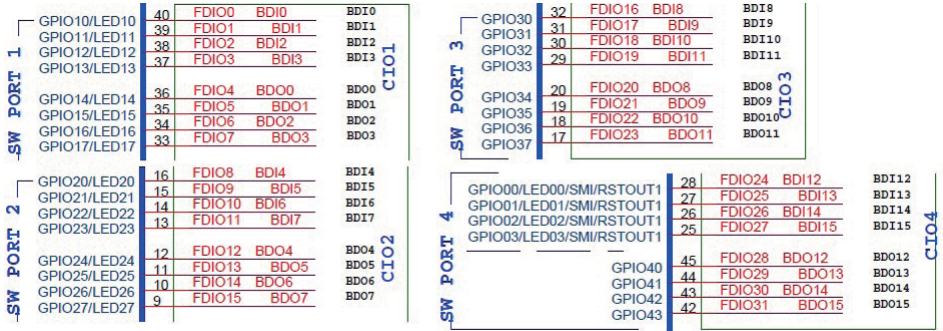 SW PORT 1
GPIO10/LED10 40 FDIO0 BDI0 BDI0
GPIO11/LED11 39 FDIO1 BDI1 BDI1
GPIO12/LED12 38 FDIO2 BDI2 BDI2
GPIO13/LED13 37 FDIO3 BDI3 BDI3
GPIO14/LED14 36 FDIO4 BDO0 BDO0
GPIO15/LED15 35 FDIO5 BDO1 BDO1
GPIO16/LED16 34 FDIO6 BDO2 BDO2
GPIO17/LED17 33 FDIO7 BDO3 BDO3
CIO1
SW PORT 2
GPIO20/LED20 16 FDIO8 BDI4 BDI4
GPIO21/LED21 15 FDIO9 BDI5 BDI5
GPIO22/LED22 14 FDIO10 BDI6 BDI6
GPIO23/LED23 13 FDIO11 BDI7 BDI7
GPIO24/LED24 12 FDIO12 BDO4 BDO4
GPIO25/LED25 11 FDIO13 BDO5 BDO5
GPIO26/LED26 10 FDIO14 BDO6 BDO6
GPIO27/LED27 9 FDIO15 BDO7 BDO7
CIO2
SW PORT 3
GPIO30 32 FDIO16 BDI8 BDI8
GPIO31 31 FDIO17 BDI9 BDI9
GPIO32 30 FDIO18 BDI10 BDI10
GPIO33 29 FDIO19 BDI11 BDI11
GPIO34 20 FDIO20 BDO8 BDO8
GPIO35 19 FDIO21 BDO9 BDO9
GPIO36 18 FDIO22 BDO10 BDO10
GPIO37 17 FDIO23 BDO11 BDO11
CIO3
SW PORT 4
GPIO00/LED00/SMI/RSTOUT1 28 FDIO24 BDI12 BDI12
GPIO01/LED01/SMI/RSTOUT1 27 FDIO25 BDI13 BDI13
GPIO02/LED02/SMI/RSTOUT1 26 FDIO26 BDI14 BDI14
GPIO03/LED03/SMI/RSTOUT1 25 FDIO27 BDI15 BDI15
GPIO40 45 FDIO28 BDO12 BDO12
GPIO41 44 FDIO29 BDO13 BDO13
GPIO42 43 FDIO30 BDO14 BDO14
GPIO43 42 FDIO31 BDO15 BDO15
CIO4